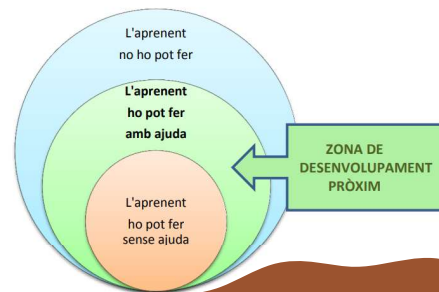 L'aprenent
no ho pot fer
L'aprenent
ho pot fer
amb ajuda
ZONA DE
DESENVOLUPAMENT
PRÒXIM
L'aprenent
ho pot fer
sense ajuda